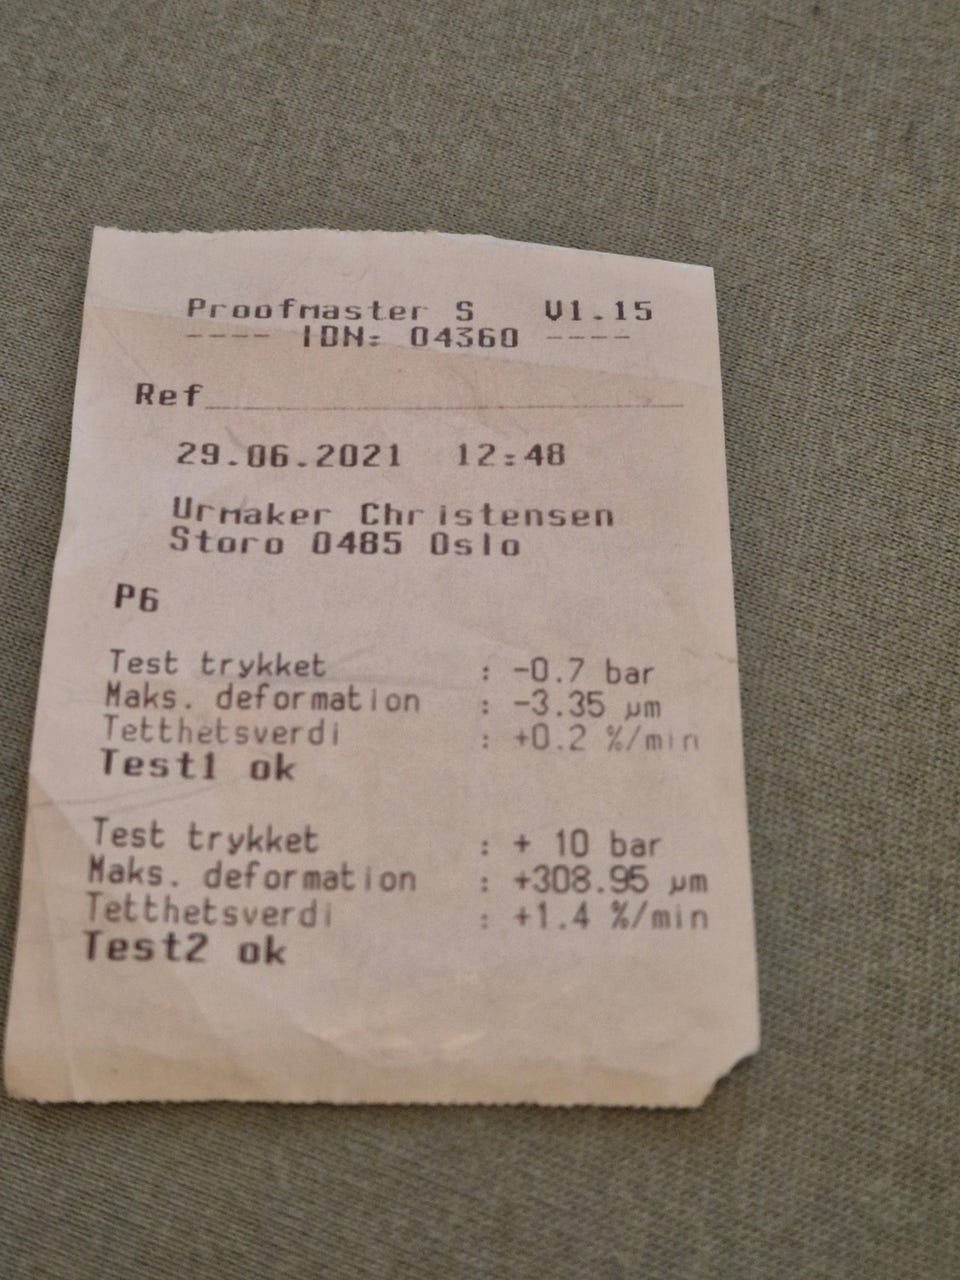 Proofmaster S V1.15
---- IDN: 04360 ----
Ref
29.06.2021 12:48
Urmaker Christensen
Storo 0485 Oslo
P6
Test trykket : -0.7 bar
Maks. deformation : -3.35 µm
Tetthetsverdi : +0.2 %/min
Test1 ok
Test trykket : + 10 bar
Maks. deformation : +308.95 µm
Tetthetsverdi : +1.4 %/min
Test2 ok